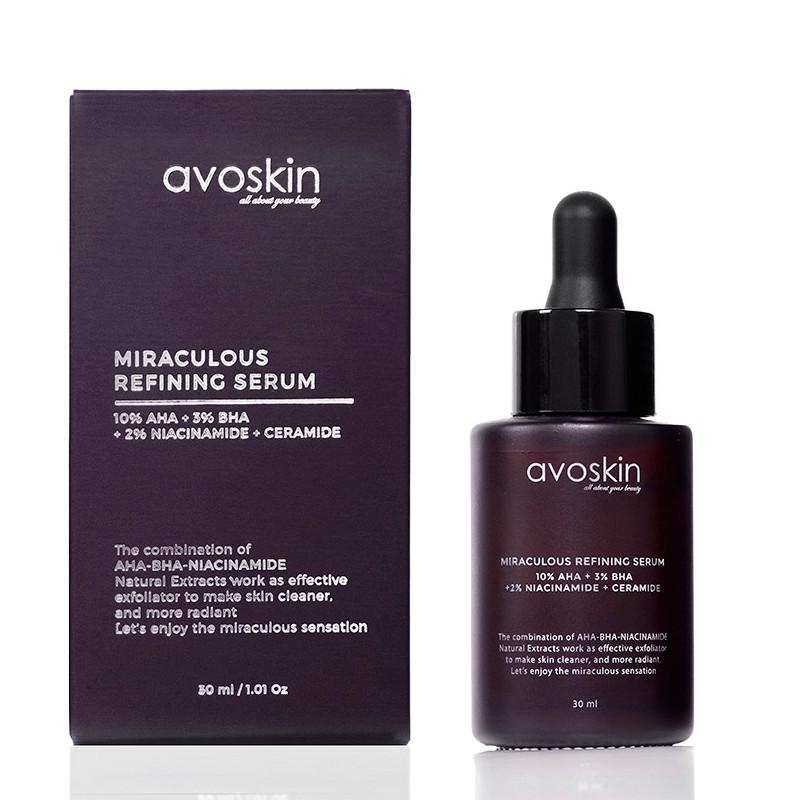 avoskin
all about your beauty
MIRACULOUS
REFINING SERUM
10% AHA + 3% BHA
+ 2% NIACINAMIDE + CERAMIDE
The combination of
AHA-BHA-NIACINAMIDE
Natural Extracts work as effective
exfoliator to make skin cleaner,
and more radiant
Let's enjoy the miraculous sensation
30 ml / 1.01 Oz
avoskin
all about your beauty
MIRACULOUS REFINING SERUM
10% AHA + 3% BHA
+2% NIACINAMIDE + CERAMIDE
The combination of AHA-BHA-NIACINAMIDE
Natural Extracts work as effective exfoliator
to make skin cleaner, and more radiant.
Let's enjoy the miraculous sensation
30 ml